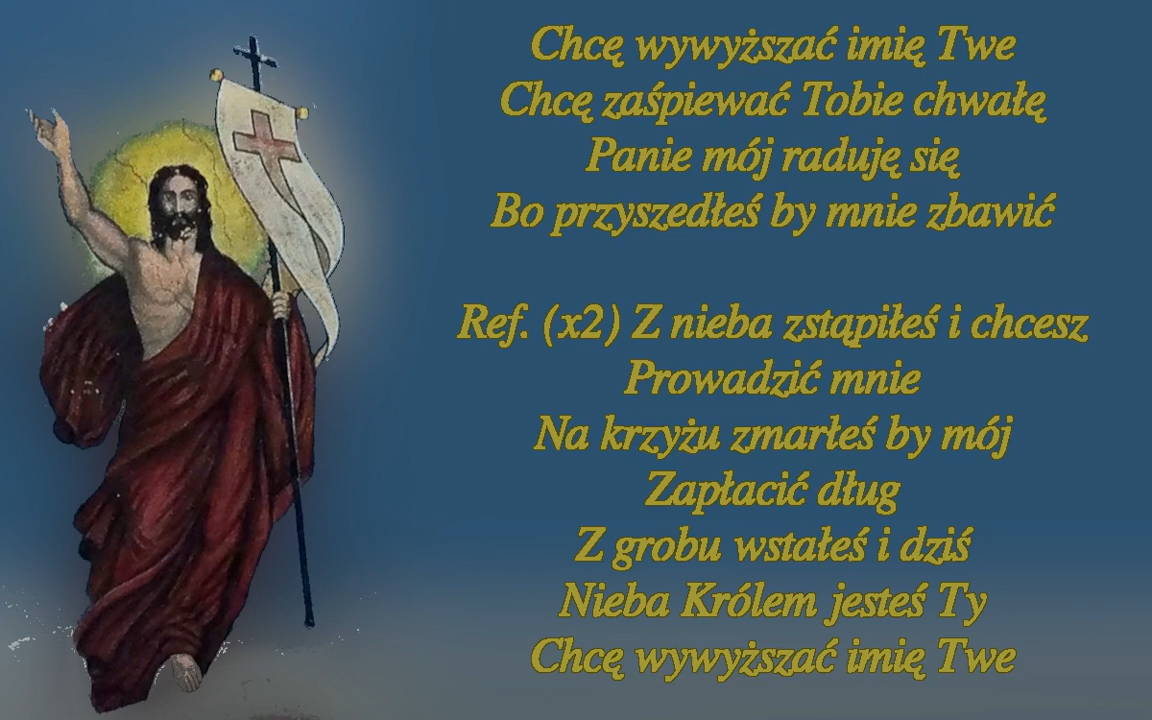 Chcę wywyższać imię Twe
Chcę zaśpiewać Tobie chwałę
Panie mój raduję się
Bo przyszedłeś by mnie zbawić
Ref. (x2) Z nieba zstąpiłeś i chcesz
Prowadzić mnie
Na krzyżu zmarłeś by mój
Zapłacić dług
Z grobu wstałeś i dziś
Nieba Królem jesteś Ty
Chcę wywyższać imię Twe